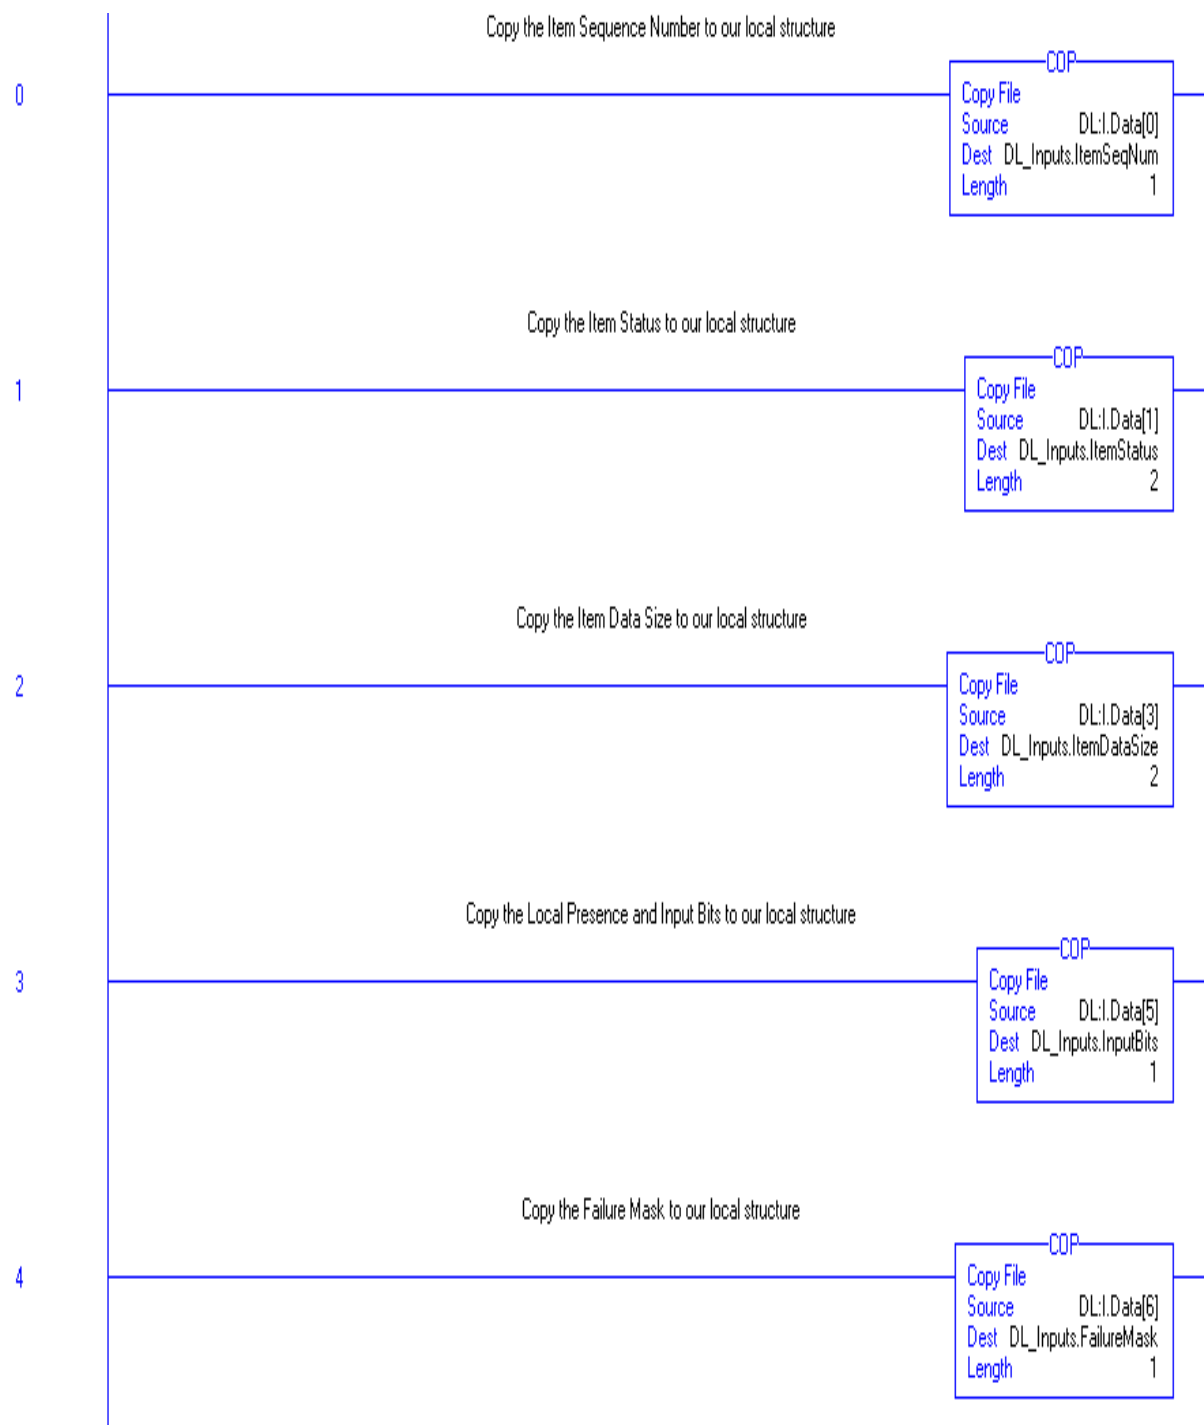 Copy the Item Sequence Number to our local structure
0
COP
Copy File
Source DL:I.Data[0]
Dest DL_Inputs.ItemSeqNum
Length 1
Copy the Item Status to our local structure
1
COP
Copy File
Source DL:I.Data[1]
Dest DL_Inputs.ItemStatus
Length 2
Copy the Item Data Size to our local structure
2
COP
Copy File
Source DL:I.Data[3]
Dest DL_Inputs.ItemDataSize
Length 2
Copy the Local Presence and Input Bits to our local structure
3
COP
Copy File
Source DL:I.Data[5]
Dest DL_Inputs.InputBits
Length 1
Copy the Failure Mask to our local structure
4
COP
Copy File
Source DL:I.Data[6]
Dest DL_Inputs.FailureMask
Length 1